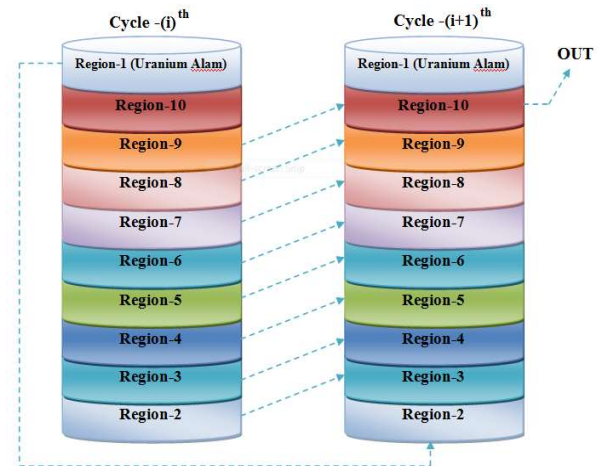 Cycle -(i)th
Region-1 (Uranium Alam)
Region-10
Region-9
Region-8
Region-7
Region-6
Region-5
Region-4
Region-3
Region-2
Cycle -(i+1)th
Region-1 (Uranium Alam)
Region-10
Region-9
Region-8
Region-7
Region-6
Region-5
Region-4
Region-3
Region-2
OUT